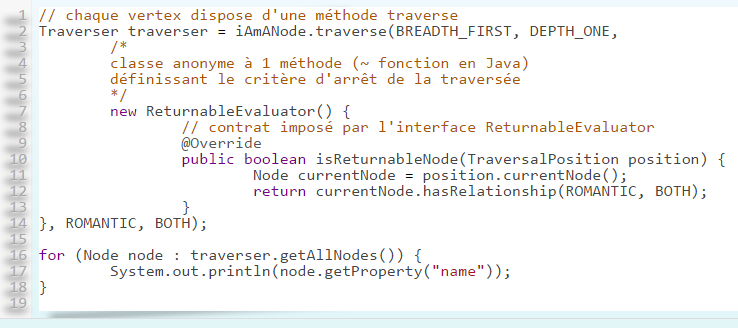 1 // chaque vertex dispose d'une méthode traverse
2 Traverser traverser = iAmANode.traverse(BREADTH_FIRST, DEPTH_ONE,
3 /*
4 classe anonyme à 1 méthode (~ fonction en Java)
5 définissant le critère d'arrêt de la traversée
6 */
7 new ReturnableEvaluator() {
8 // contrat imposé par l'interface ReturnableEvaluator
9 @Override
10 public boolean isReturnableNode(TraversalPosition position) {
11 Node currentNode = position.currentNode();
12 return currentNode.hasRelationship(ROMANTIC, BOTH);
13 }
14 }, ROMANTIC, BOTH);
15
16 for (Node node : traverser.getAllNodes()) {
17 System.out.println(node.getProperty("name"));
18 }
19